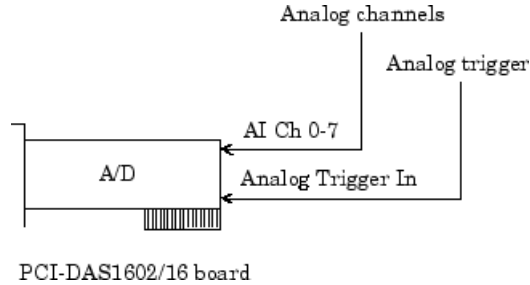 Analog channels
Analog trigger
AI Ch 0-7
A/D
Analog Trigger In
PCI-DAS1602/16 board